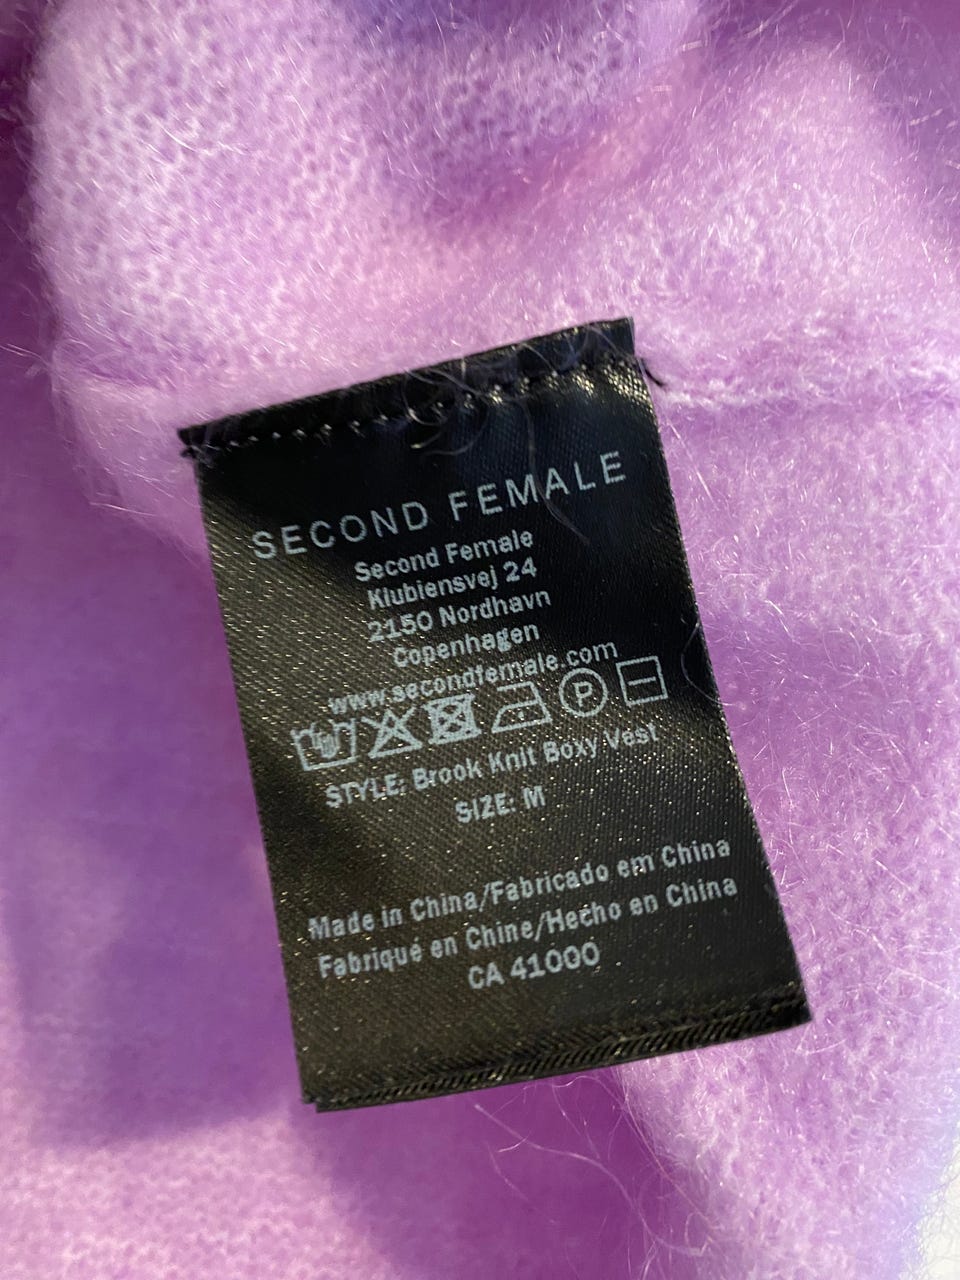 SECOND FEMALE
Second Female
Klubiensvej 24
2150 Nordhavn
Copenhagen
www.secondfemale.com
P
STYLE: Brook Knit Boxy Vest
SIZE: M
Made in China/Fabricado em China
Fabriqué en Chine/Hecho en China
CA 41000